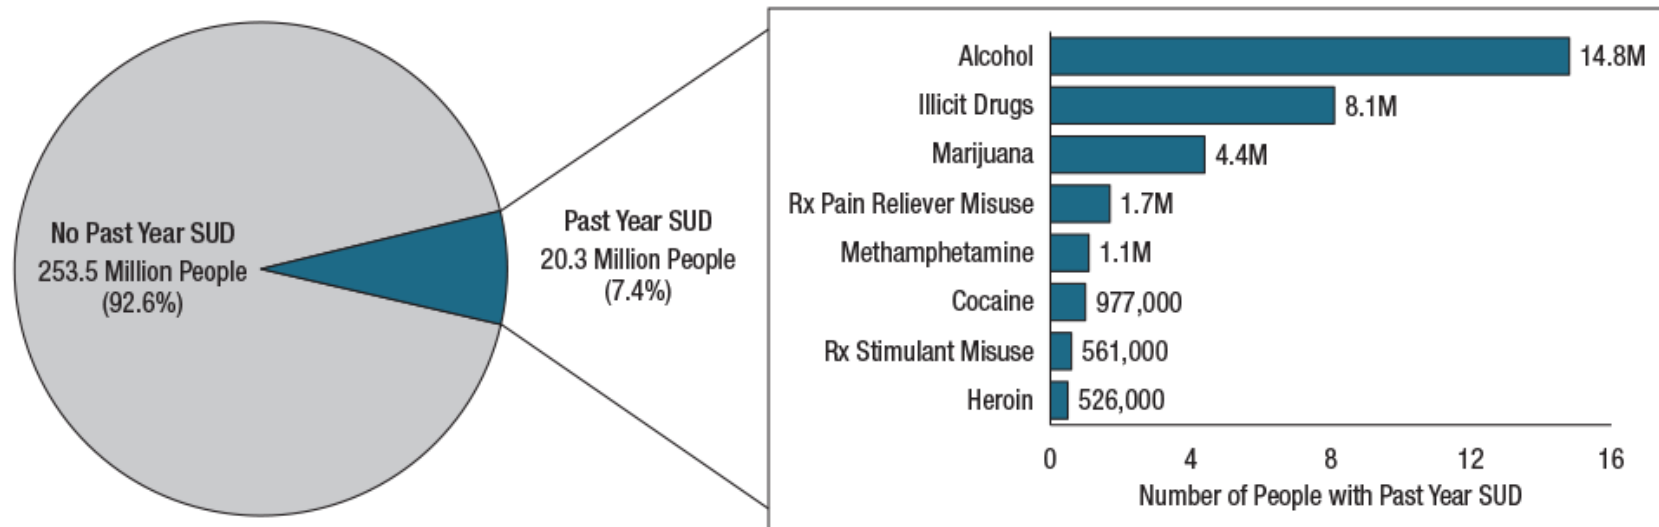 No Past Year SUD
253.5 Million People
(92.6%)
Past Year SUD
20.3 Million People
(7.4%)
Alcohol 14.8M
Illicit Drugs 8.1M
Marijuana 4.4M
Rx Pain Reliever Misuse 1.7M
Methamphetamine 1.1M
Cocaine 977,000
Rx Stimulant Misuse 561,000
Heroin 526,000
0 4 8 12 16
Number of People with Past Year SUD